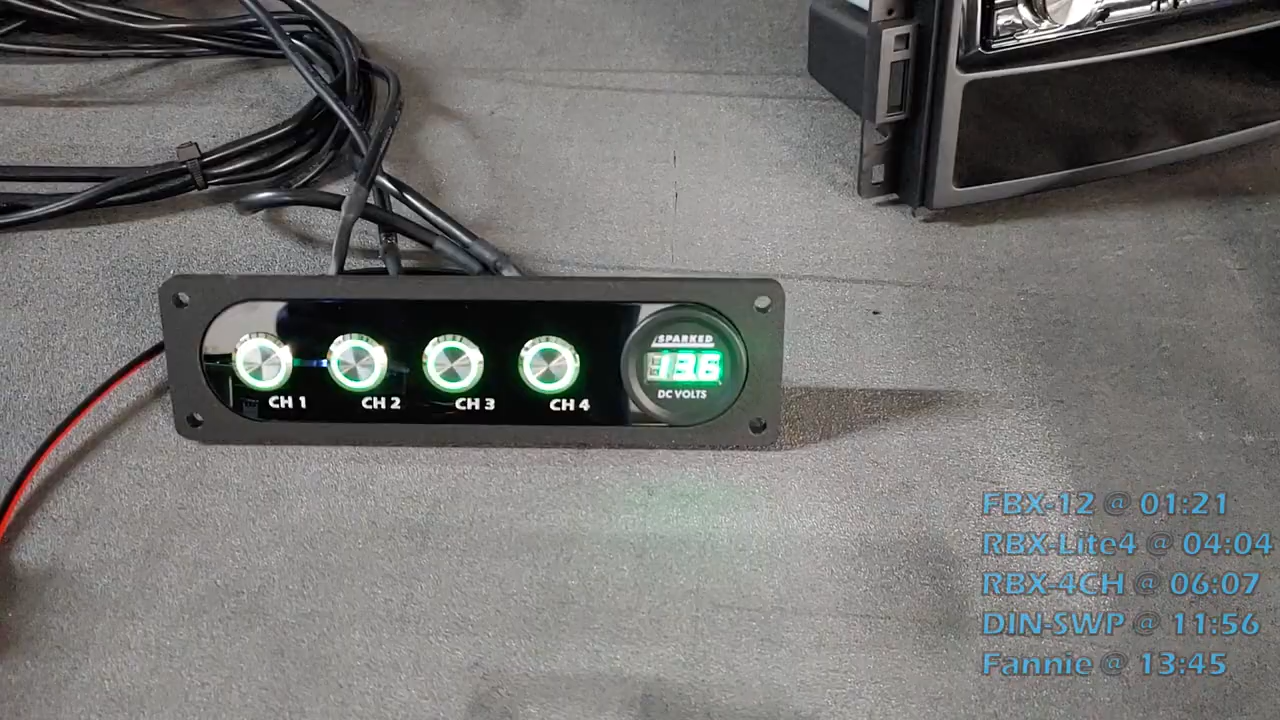 SPARKED
13.6
DC VOLTS
CH 1
CH 2
CH 3
CH 4
FBX-12 @ 01:21
RBX-Lite4 @ 04:04
RBX-4CH @ 06:07
DIN-SWP @ 11:56
Fannie @ 13:45